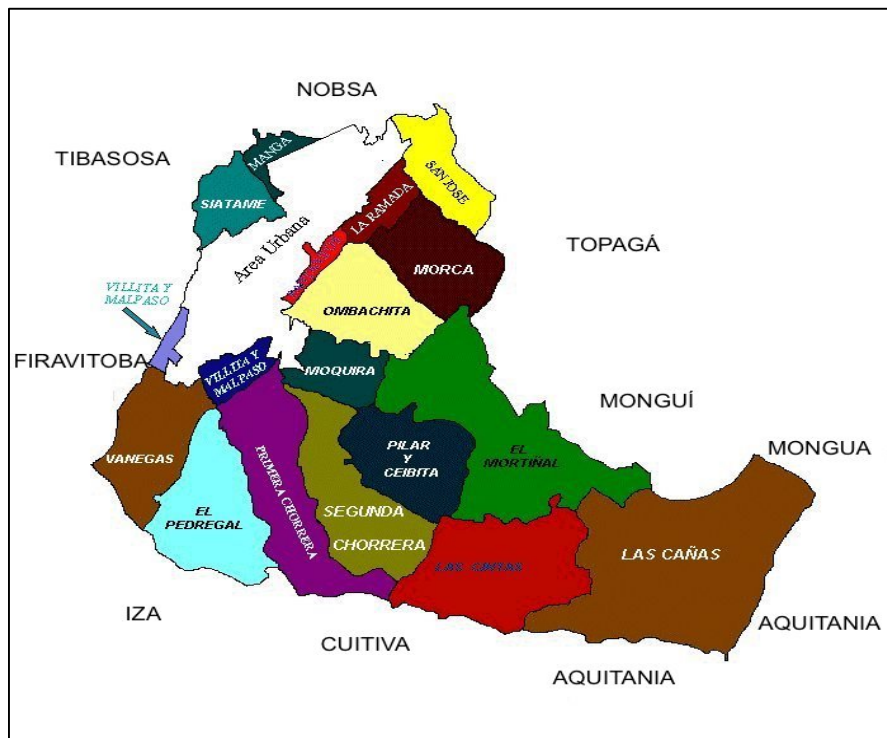 NOBSA
TIBASOSA
MANGA
SAN JOSE
SIATAME
LA RAMADA
Area Urbana
TOPAGÁ
MORCA
VILLITA Y
MALPASO
OMBACHITA
FIRAVITOBA
VILLITA Y
MALPASO
MOQUIRA
MONGUÍ
VANEGAS
PRIMERA CHORRERA
PILAR
Y
CEIBITA
EL
MORTIÑAL
MONGUA
EL
PEDREGAL
SEGUNDA
CHORRERA
LAS
LAS CAÑAS
IZA
CUITIVA
AQUITANIA
AQUITANIA